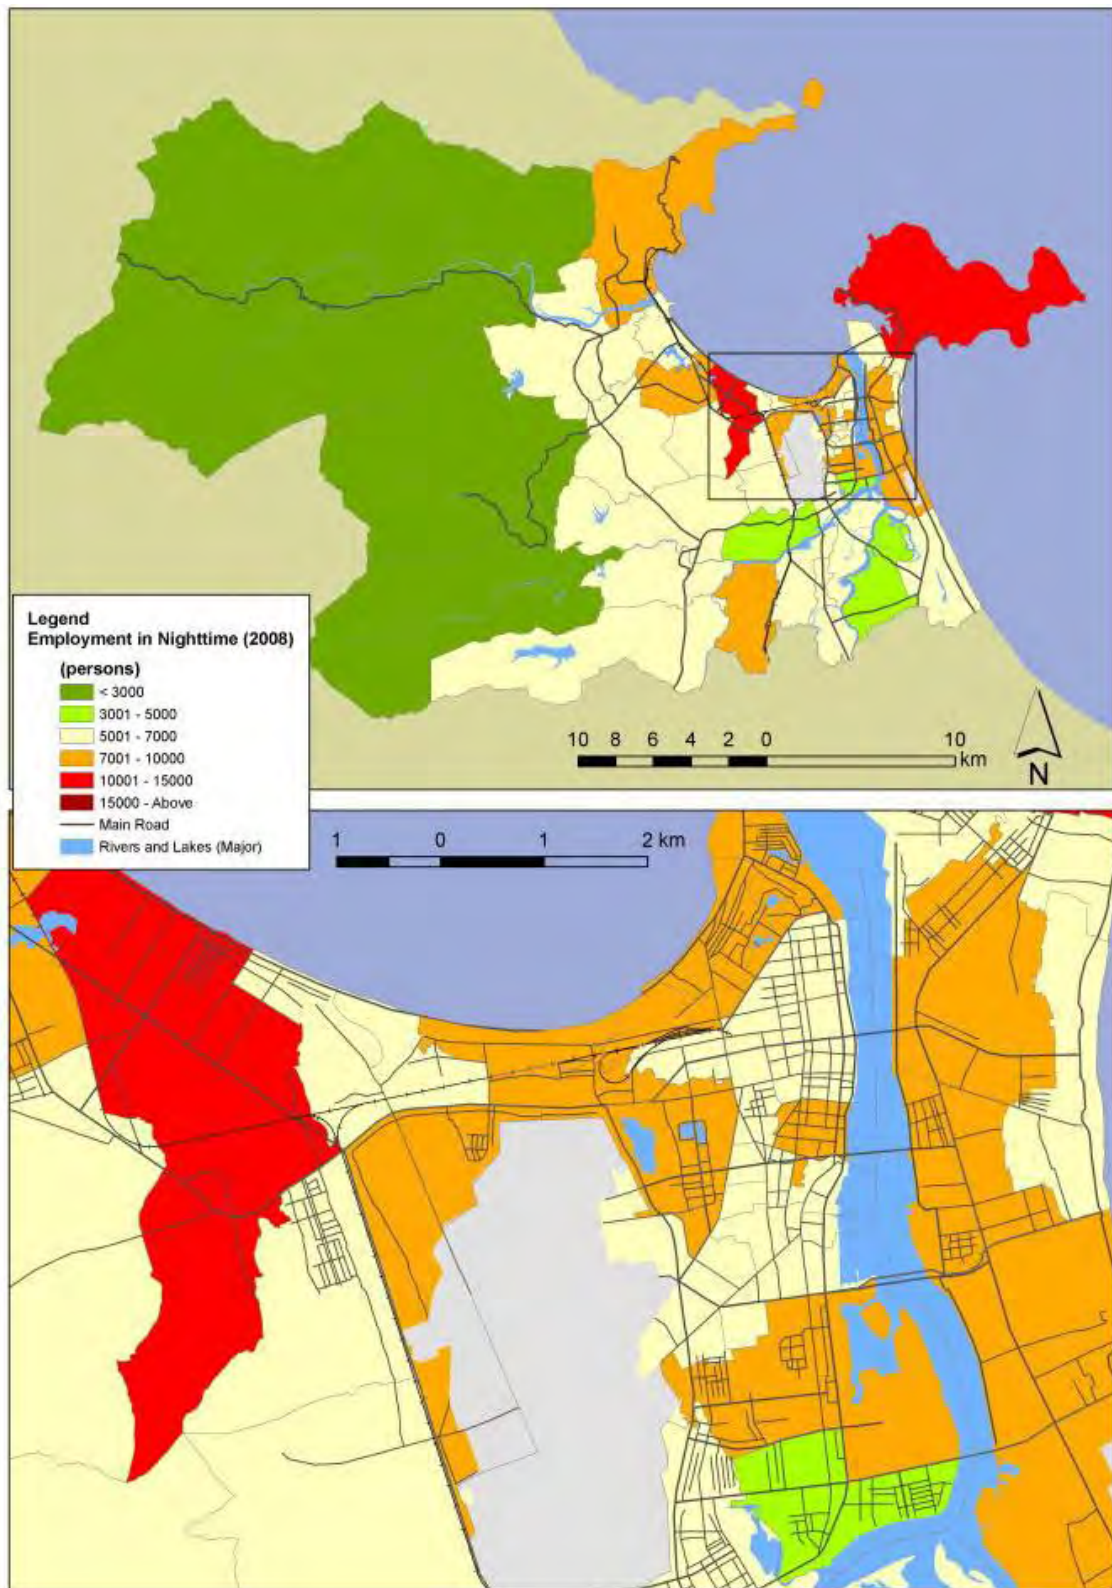 Legend
Employment in Nighttime (2008)
(persons)
< 3000
3001 - 5000
5001 - 7000
7001 - 10000
10001 - 15000
15000 - Above
Main Road
Rivers and Lakes (Major)
10 8 6 4 2 0 10
km
N
1 0 1 2 km